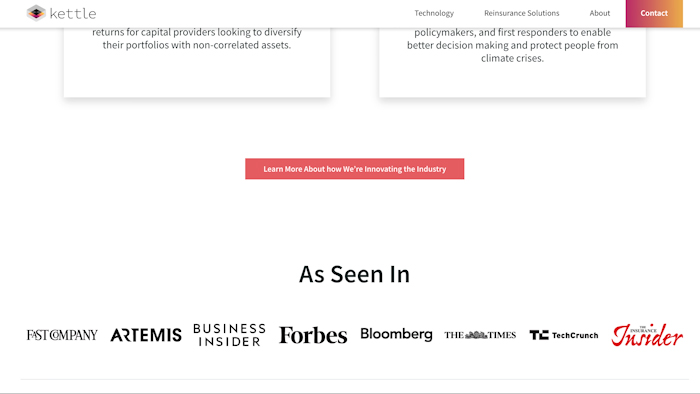 kettle
Technology
Reinsurance Solutions
About
Contact
returns for capital providers looking to diversify
their portfolios with non-correlated assets.
policymakers, and first responders to enable
better decision making and protect people from
climate crises.
Learn More About how We're Innovating the Industry
As Seen In
FAST COMPANY
ARTEMIS
BUSINESS
INSIDER
Forbes
Bloomberg
THE TIMES
TechCrunch
THE
INSURANCE
Insider